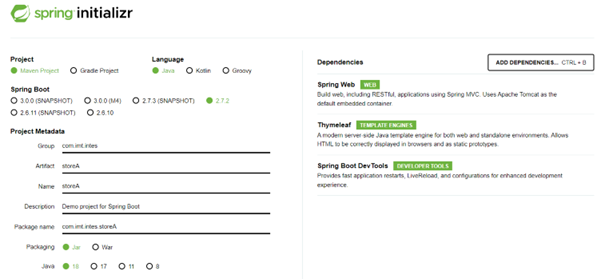 spring initializr
Project
Maven Project Gradle Project
Language
Java Kotlin Groovy
Spring Boot
3.0.0 (SNAPSHOT) 3.0.0 (M4) 2.7.3 (SNAPSHOT) 2.7.2
2.6.11 (SNAPSHOT) 2.6.10
Project Metadata
Group com.imt.intes
Artifact storeA
Name storeA
Description Demo project for Spring Boot
Package name com.imt.intes.storeA
Packaging Jar War
Java 18 17 11 8
Dependencies
ADD DEPENDENCIES... CTRL + B
Spring Web WEB
Build web, including RESTful, applications using Spring MVC. Uses Apache Tomcat as
the default embedded container.
Thymeleaf TEMPLATE ENGINES
A modern server-side Java template engine for both web and standalone environments. Allows
HTML to be correctly displayed in browsers and as static prototypes.
Spring Boot DevTools DEVELOPER TOOLS
Provides fast application restarts, LiveReload, and configurations for enhanced development
experience.